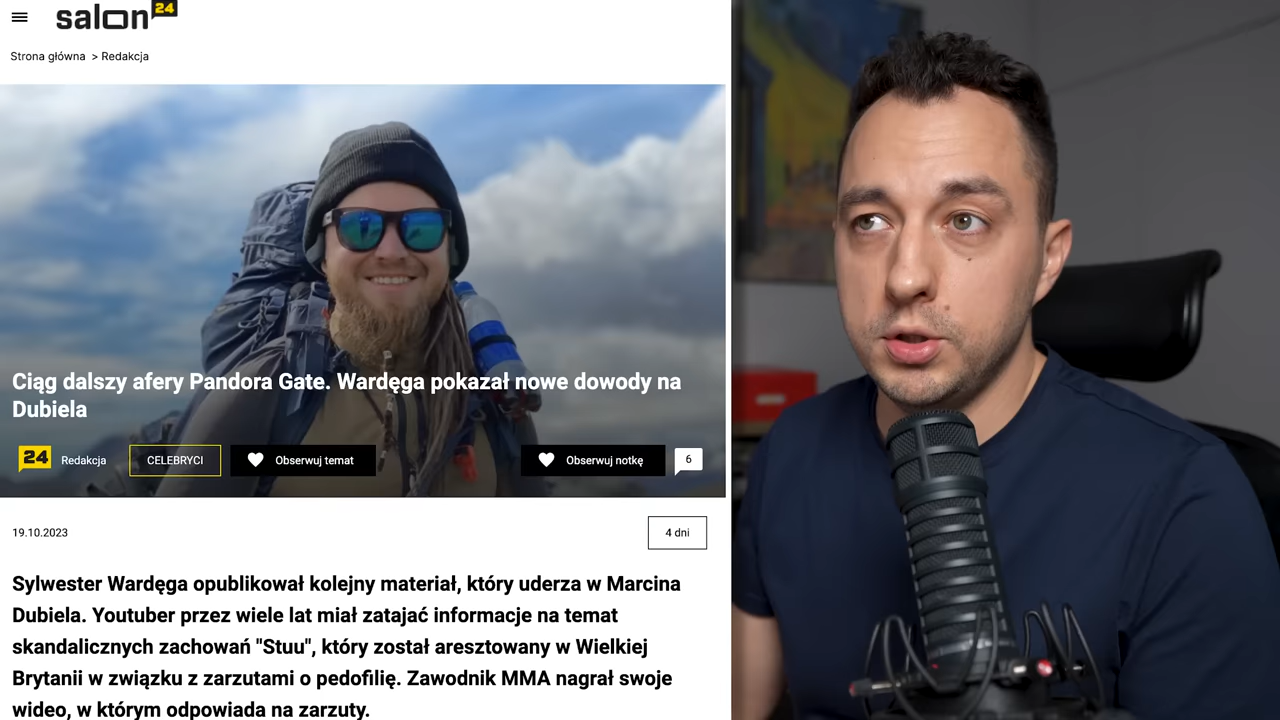 salon24
Strona główna > Redakcja
Ciąg dalszy afery Pandora Gate. Wardęga pokazał nowe dowody na
Dubiela
24 Redakcja CELEBRYCI Obserwuj temat Obserwuj notkę 6
19.10.2023 4 dni
Sylwester Wardęga opublikował kolejny materiał, który uderza w Marcina
Dubiela. Youtuber przez wiele lat miał zatajać informacje na temat
skandalicznych zachowań "Stuu", który został aresztowany w Wielkiej
Brytanii w związku z zarzutami o pedofilię. Zawodnik MMA nagrał swoje
wideo, w którym odpowiada na zarzuty.